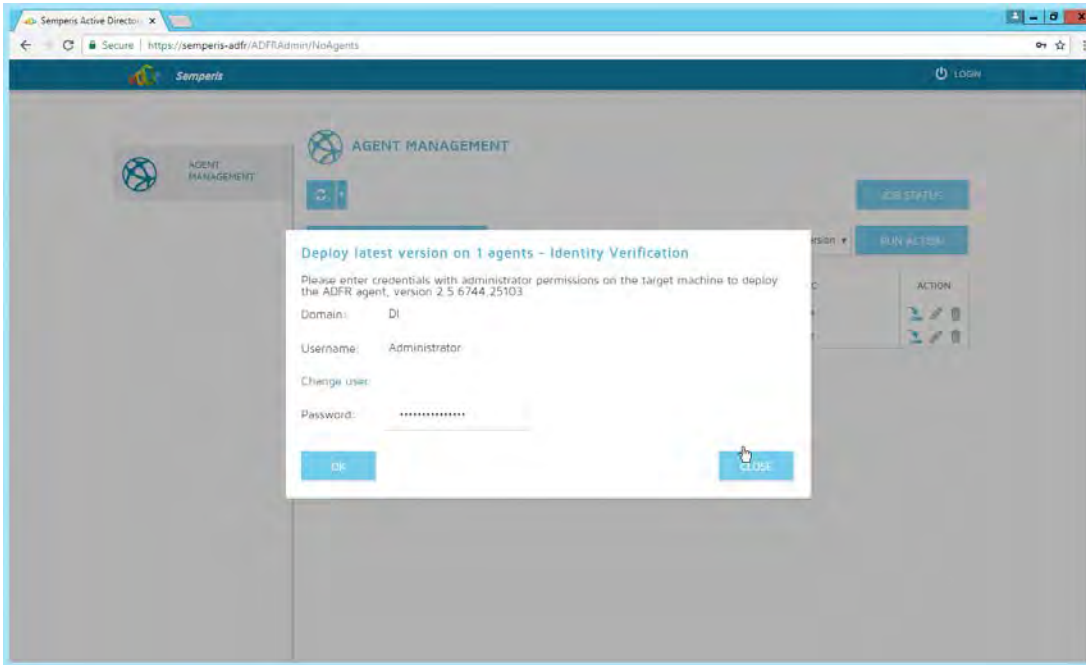 Semperis Active Director
Secure | https://semperis-adfr/ADFRAdmin/NoAgents
Semperis
LOGIN
AGENT MANAGEMENT
AGENT
MANAGEMENT
JOB STATUS
ersion
RUN ACTION
ACTION
Deploy latest version on 1 agents - Identity Verification
Please enter credentials with administrator permissions on the target machine to deploy
the ADFR agent, version 2.5.6744.25103
Domain: DI
Username: Administrator
Change user:
Password: •••••••••••••••
OK
CLOSE